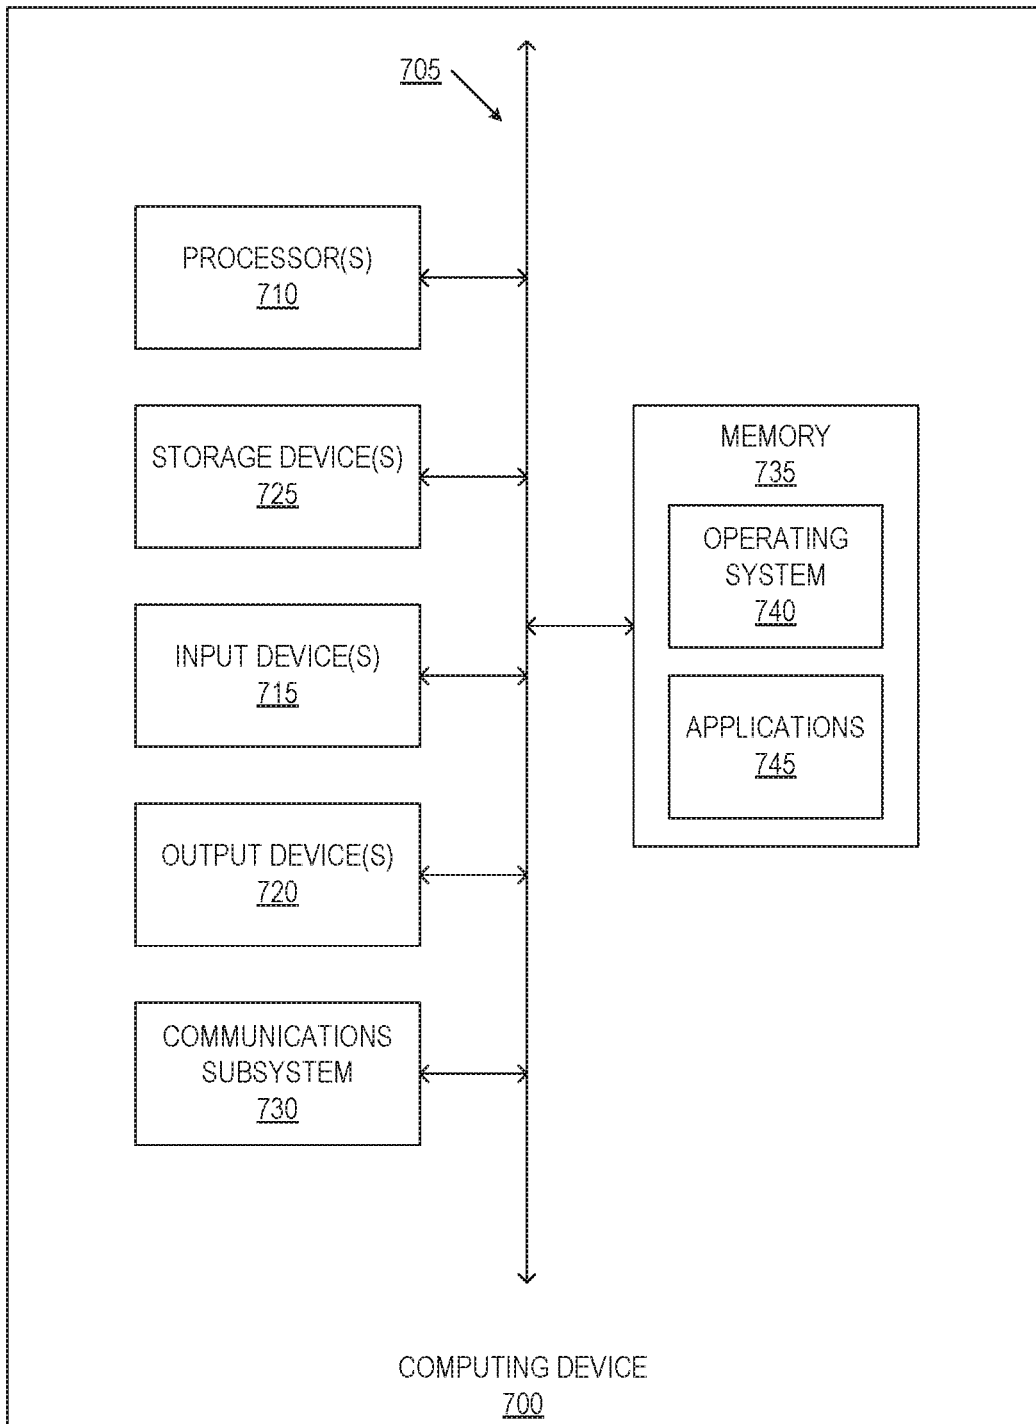 705
PROCESSOR(S)
710
STORAGE DEVICE(S)
725
INPUT DEVICE(S)
715
OUTPUT DEVICE(S)
720
COMMUNICATIONS
SUBSYSTEM
730
MEMORY
735
OPERATING
SYSTEM
740
APPLICATIONS
745
COMPUTING DEVICE
700